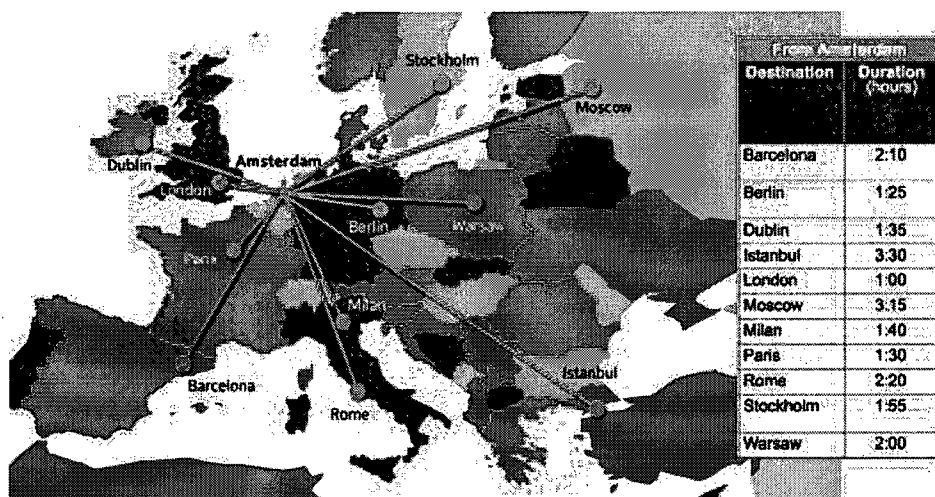 Stockholm
Moscow
Dublin
Amsterdam
London
Berlin
Warsaw
Paris
Milan
Barcelona
Rome
Istanbul
From Amsterdam
Destination Duration
(hours)
Barcelona 2:10
Berlin 1:25
Dublin 1:35
Istanbul 3:30
London 1:00
Moscow 3.15
Milan 1:40
Paris 1:30
Rome 2:20
Stockholm 1:55
Warsaw 2:00